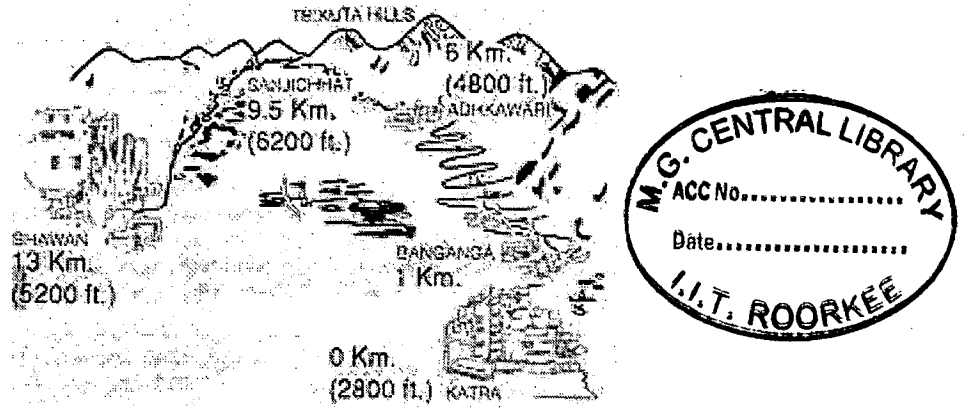 TRIKUTA HILLS
6 Km.
(4800 ft.)
ADHKAWARI
SANJICHHAT
9.5 Km.
(6200 ft.)
BHAWAN
13 Km.
(5200 ft.)
BANGANGA
1 Km.
0 Km.
(2800 ft.)
KATRA
M.G. CENTRAL LIBRARY
ACC No..................
Date....................
I.I.T. ROORKEE